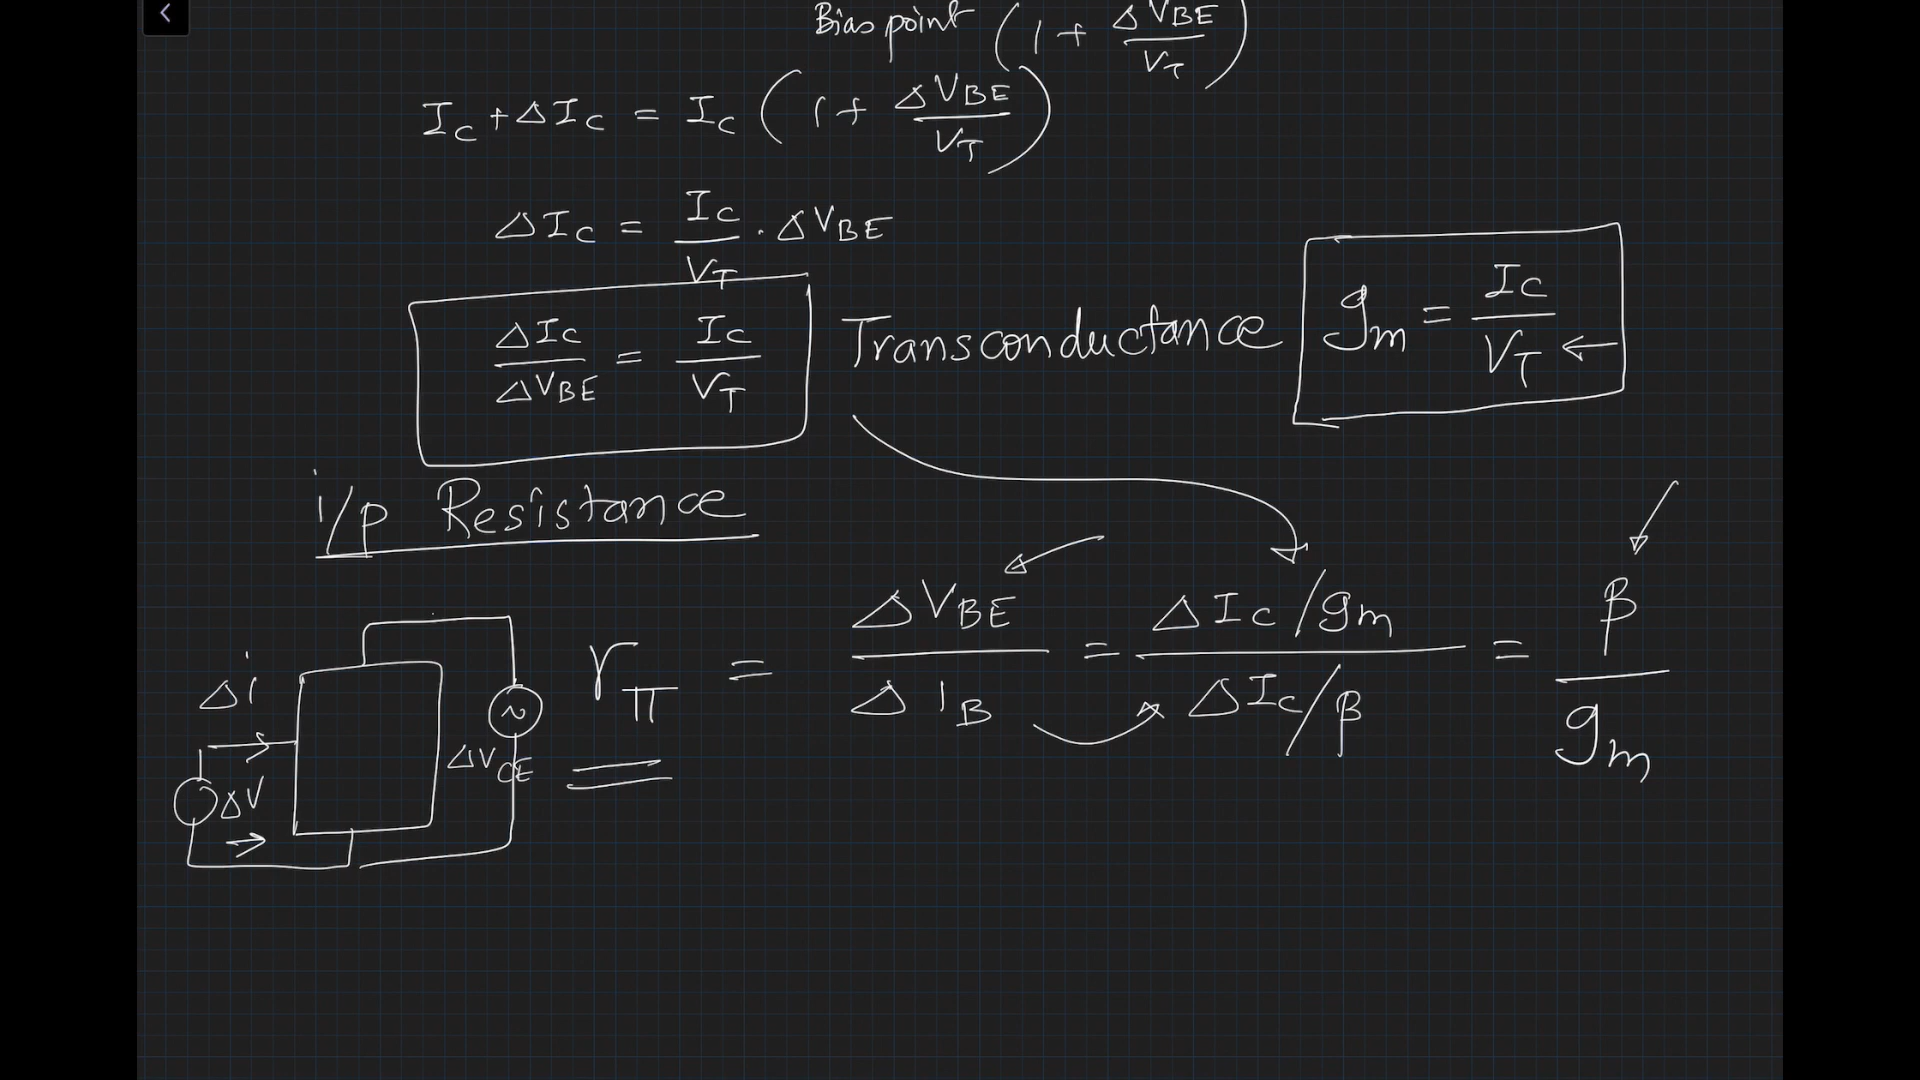 Bias point (1 + ΔVBE/VT)
IC + ΔIC = IC (1 + ΔVBE/VT)
ΔIC = IC/VT · ΔVBE
ΔIC/ΔVBE = IC/VT Transconductance gm = IC/VT
i/p Resistance
rπ = ΔVBE/ΔIB = ΔIC/gm / ΔIC/β = β/gm
Δi
ΔVCE
ΔV